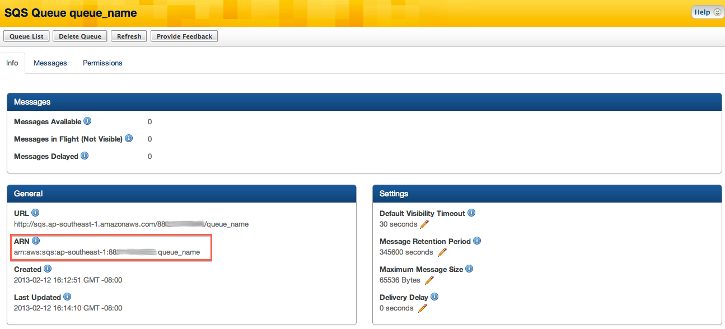 SQS Queue queue_name
Help
Queue List Delete Queue Refresh Provide Feedback
Info Messages Permissions
Messages
Messages Available 0
Messages in Flight (Not Visible) 0
Messages Delayed 0
General
URL
http://sqs.ap-southeast-1.amazonaws.com/88 /queue_name
ARN
arn:aws:sqs:ap-southeast-1:88 :queue_name
Created
2013-02-12 16:12:51 GMT -08:00
Last Updated
2013-02-12 16:14:10 GMT -08:00
Settings
Default Visibility Timeout
30 seconds
Message Retention Period
345600 seconds
Maximum Message Size
65536 Bytes
Delivery Delay
0 seconds